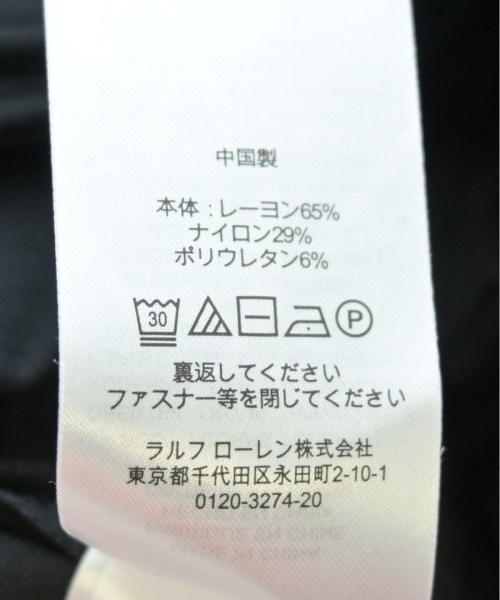 中国製
本体：レーヨン65%
ナイロン29%
ポリウレタン6%
30 P
裏返してください
ファスナー等を閉じてください
ラルフ ローレン株式会社
東京都千代田区永田町2-10-1
0120-3274-20